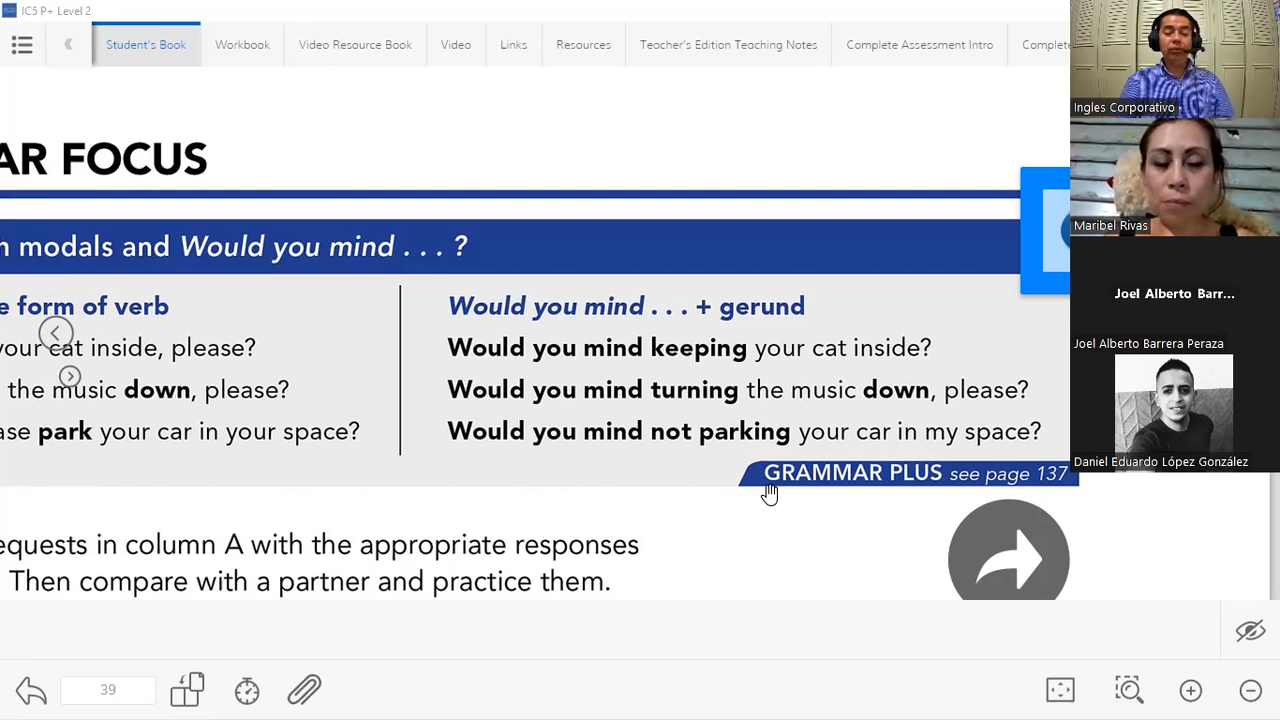 IC5 P+ Level 2
Student's Book
Workbook
Video Resource Book
Video
Links
Resources
Teacher's Edition Teaching Notes
Complete Assessment Intro
Complete
AR FOCUS
h modals and Would you mind . . . ?
e form of verb
your cat inside, please?
the music down, please?
ase park your car in your space?
Would you mind . . . + gerund
Would you mind keeping your cat inside?
Would you mind turning the music down, please?
Would you mind not parking your car in my space?
GRAMMAR PLUS see page 137
equests in column A with the appropriate responses
Then compare with a partner and practice them.
39
Ingles Corporativo
Maribel Rivas
Joel Alberto Barr...
Joel Alberto Barrera Peraza
Daniel Eduardo López González